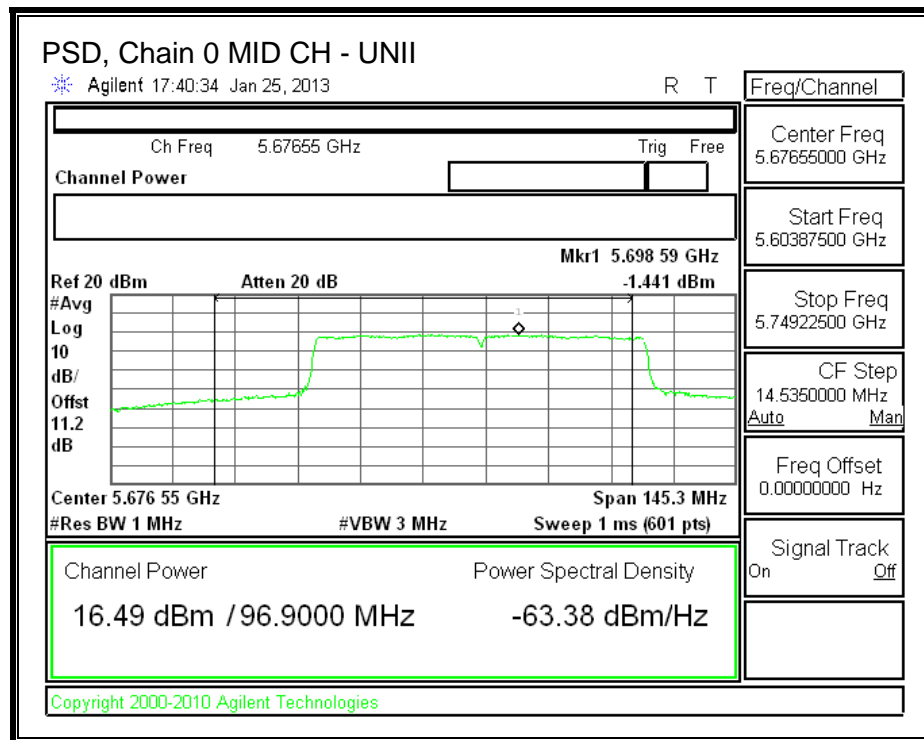 PSD, Chain 0 MID CH - UNII
Agilent 17:40:34 Jan 25, 2013 R T
Freq/Channel
Ch Freq 5.67655 GHz Trig Free
Channel Power
Mkr1 5.698 59 GHz
Ref 20 dBm Atten 20 dB -1.441 dBm
#Avg
Log
10
dB/
Offst
11.2
dB
1
Center 5.676 55 GHz Span 145.3 MHz
#Res BW 1 MHz #VBW 3 MHz Sweep 1 ms (601 pts)
Channel Power Power Spectral Density
16.49 dBm / 96.9000 MHz -63.38 dBm/Hz
Copyright 2000-2010 Agilent Technologies
Center Freq
5.67655000 GHz
Start Freq
5.60387500 GHz
Stop Freq
5.74922500 GHz
CF Step
14.5350000 MHz
Auto Man
Freq Offset
0.00000000 Hz
Signal Track
On Off